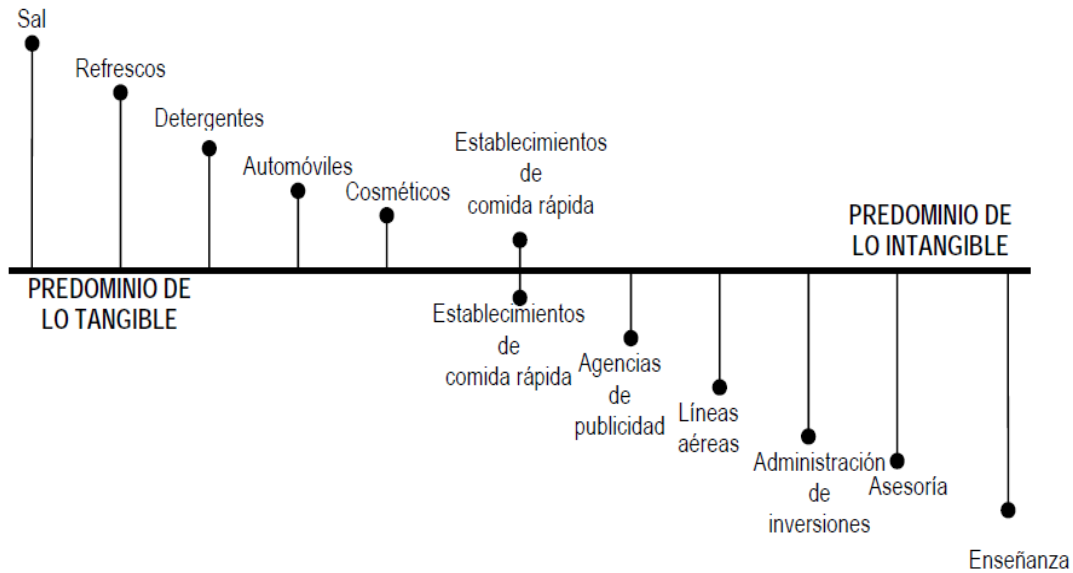 Sal
Refrescos
Detergentes
Automóviles
Cosméticos
Establecimientos
de
comida rápida
PREDOMINIO DE
LO INTANGIBLE
PREDOMINIO DE
LO TANGIBLE
Establecimientos
de
comida rápida
Agencias
de
publicidad
Líneas
aéreas
Administración
de
inversiones
Asesoría
Enseñanza